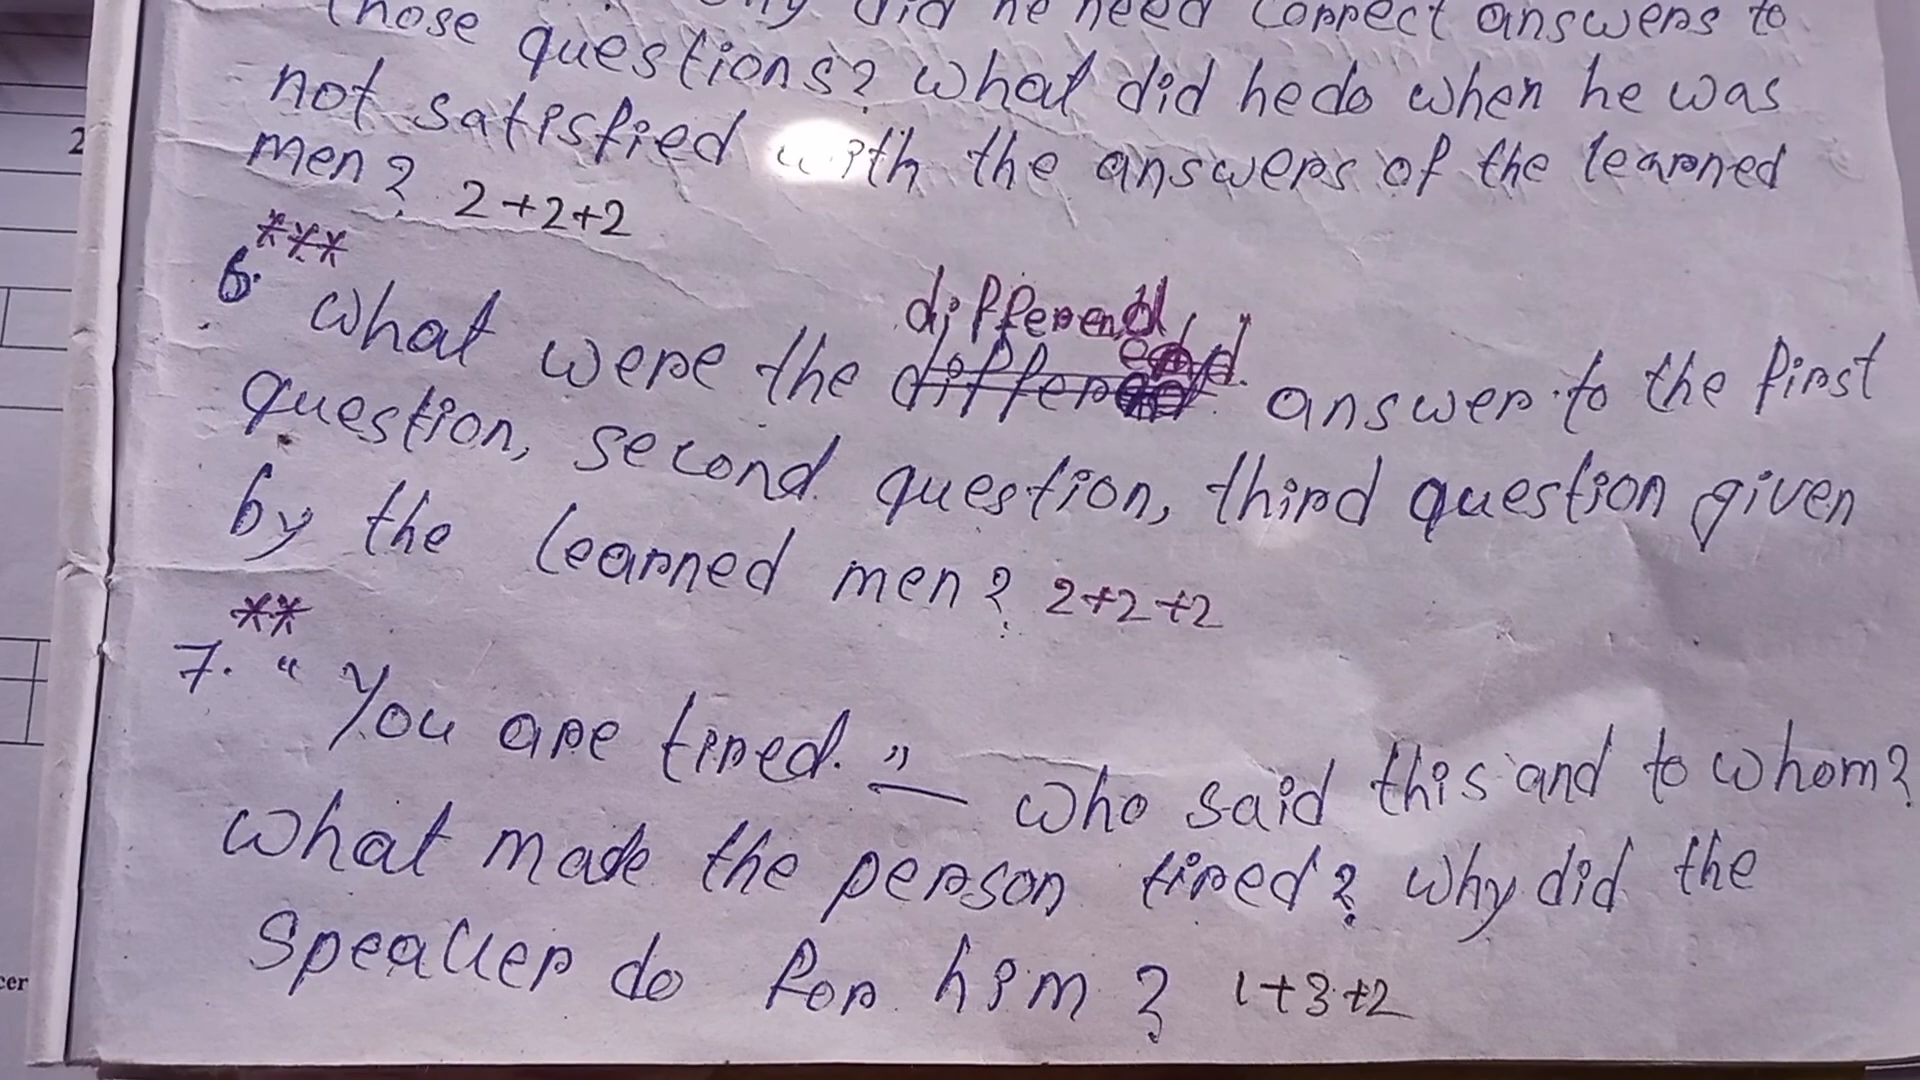 those questions? What did he do when he was
not satisfied with the answers of the learned
men? 2+2+2
***
6. What were the different answer to the first
question, second question, third question given
by the learned men? 2+2+2
**
7. "You are tired." — Who said this and to whom?
What made the person tired? Why did the
speaker do for him? 1+3+2
cer